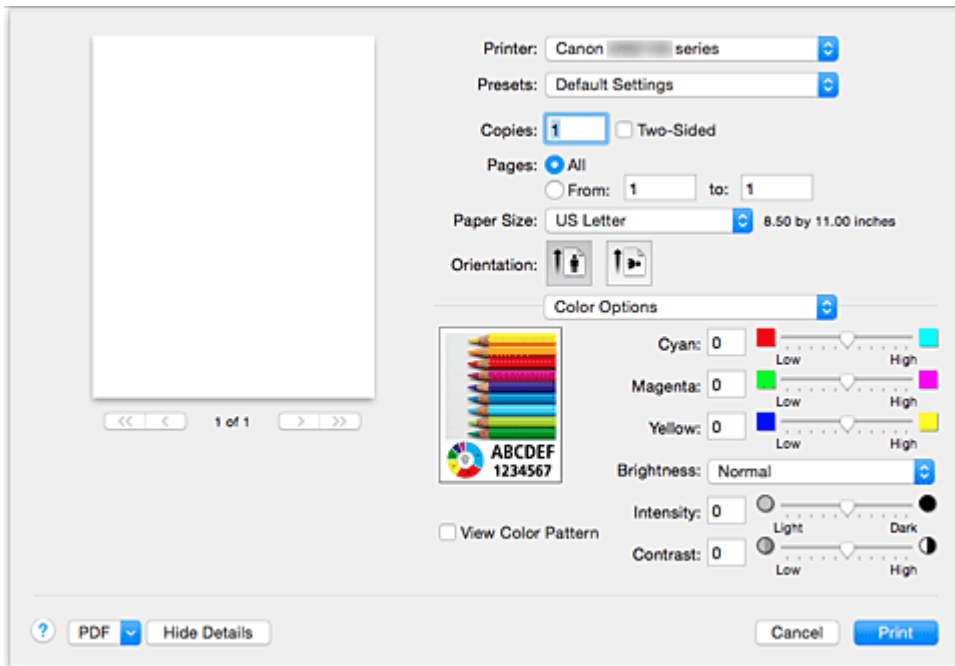 Printer: Canon series
Presets: Default Settings
Copies: 1 Two-Sided
Pages: All
From: 1 to: 1
Paper Size: US Letter 8.50 by 11.00 inches
Orientation:
Color Options
Cyan: 0
Low High
Magenta: 0
Low High
Yellow: 0
Low High
ABCDEF
1234567
Brightness: Normal
Intensity: 0
Light Dark
View Color Pattern
Contrast: 0
Low High
<< < 1 of 1 > >>
? PDF Hide Details Cancel Print